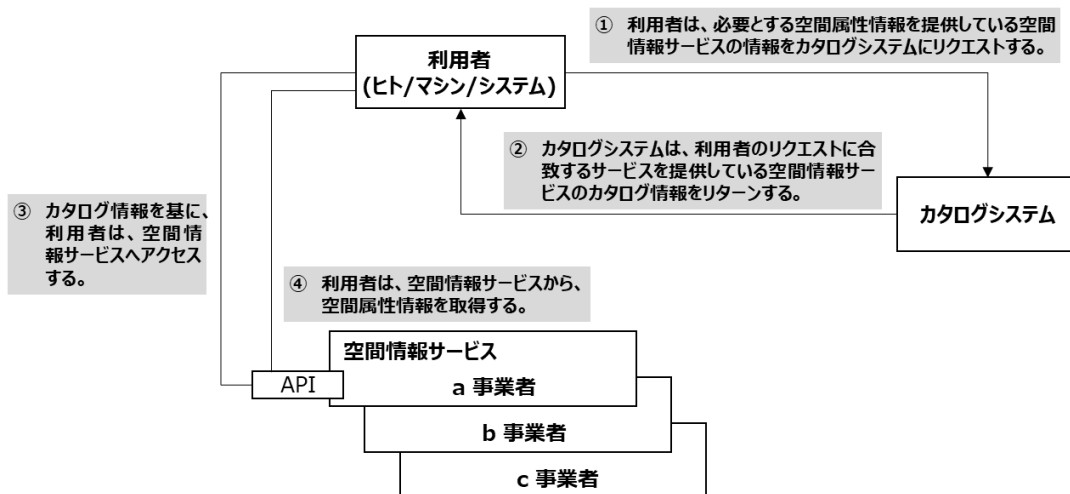 ① 利用者は、必要とする空間属性情報を提供している空間
情報サービスの情報をカタログシステムにリクエストする。
利用者
(ヒト/マシン/システム)
② カタログシステムは、利用者のリクエストに合
致するサービスを提供している空間情報サー
ビスのカタログ情報をリターンする。
カタログシステム
③ カタログ情報を基に、
利用者は、空間情
報サービスへアクセス
する。
④ 利用者は、空間情報サービスから、
空間属性情報を取得する。
空間情報サービス
API
a 事業者
b 事業者
c 事業者